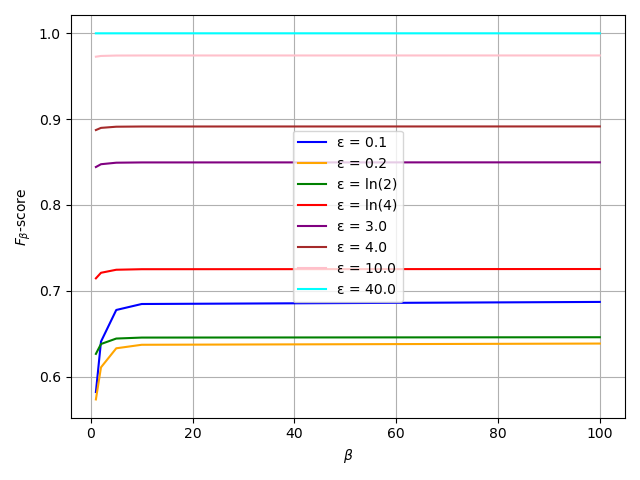 1.0
0.9
0.8
0.7
0.6
Fβ-score
ε = 0.1
ε = 0.2
ε = ln(2)
ε = ln(4)
ε = 3.0
ε = 4.0
ε = 10.0
ε = 40.0
0 20 40 60 80 100
β